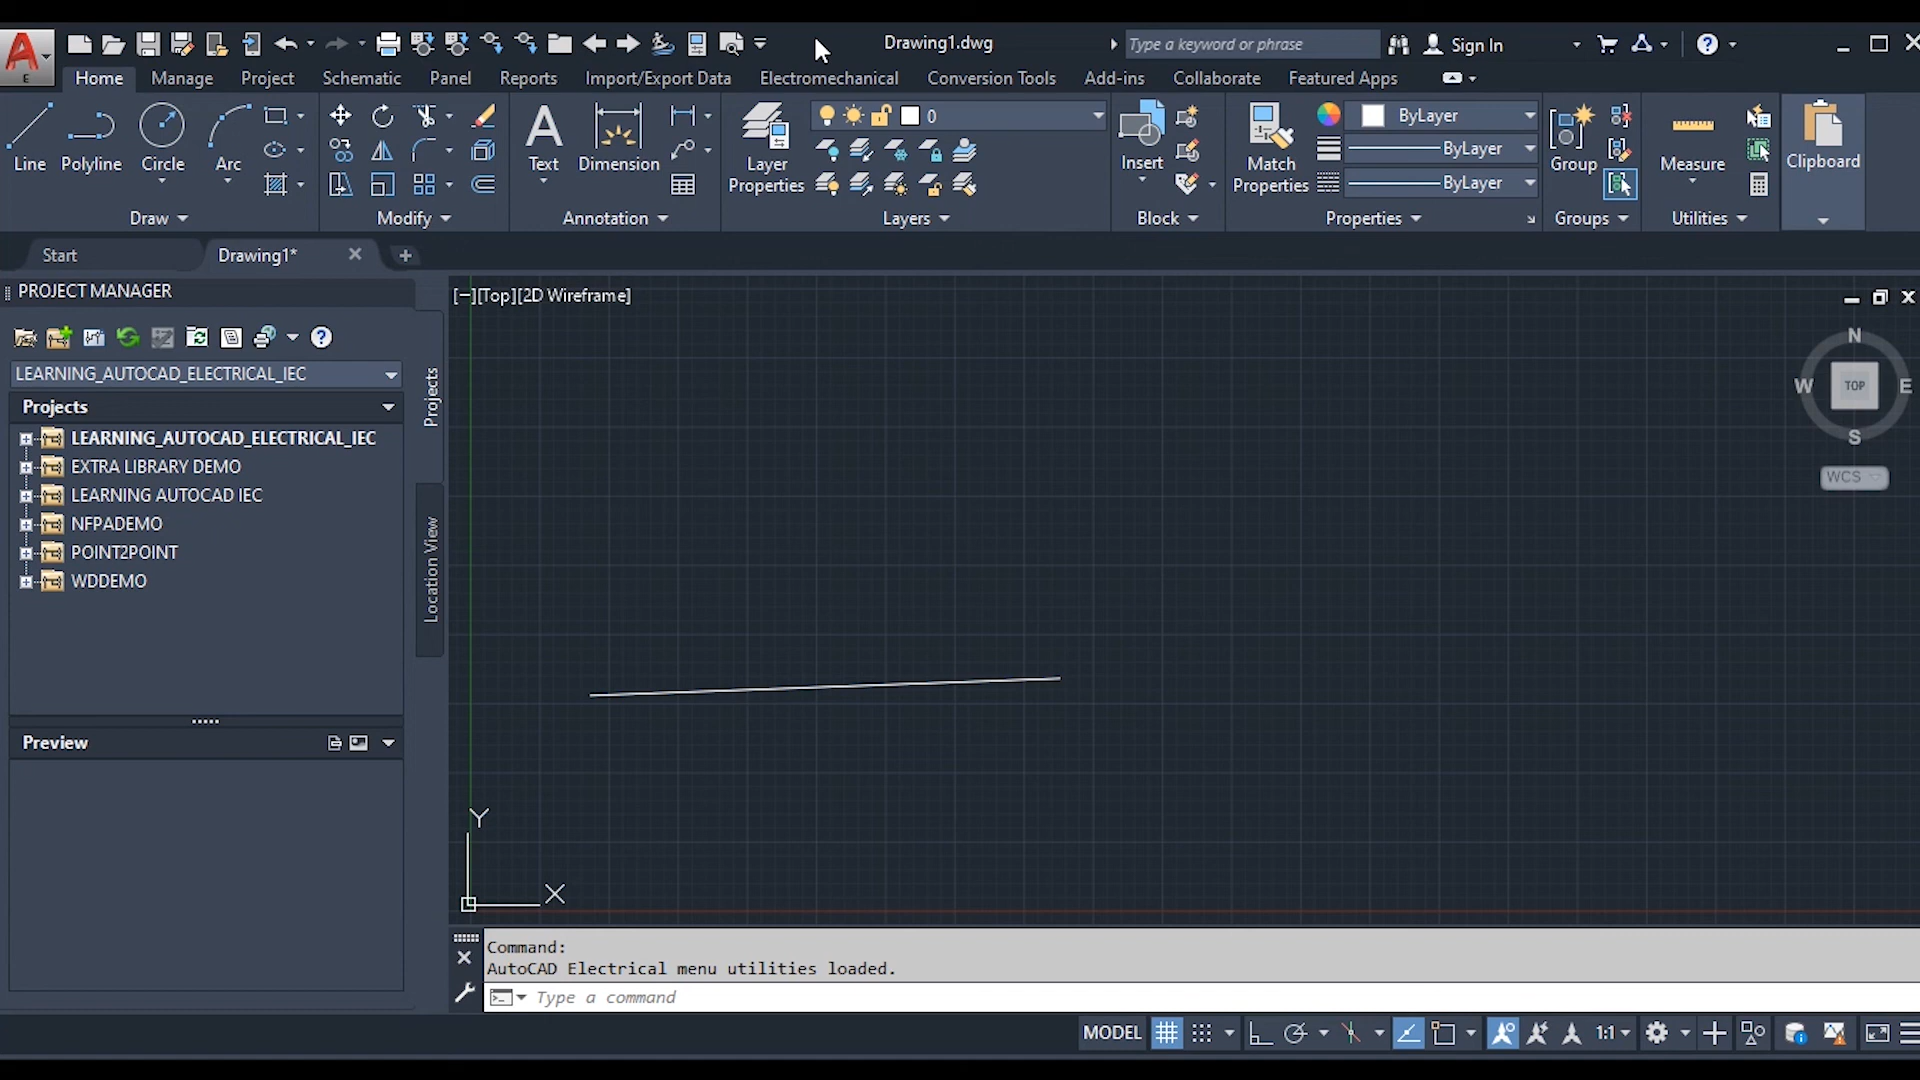 E
Drawing1.dwg
Type a keyword or phrase
Sign In
Home
Manage
Project
Schematic
Panel
Reports
Import/Export Data
Electromechanical
Conversion Tools
Add-ins
Collaborate
Featured Apps
Line
Polyline
Circle
Arc
Text
Dimension
Layer
Properties
0
Insert
Match
Properties
ByLayer
ByLayer
ByLayer
Group
Measure
Clipboard
Draw
Modify
Annotation
Layers
Block
Properties
Groups
Utilities
Start
Drawing1*
PROJECT MANAGER
[−][Top][2D Wireframe]
LEARNING_AUTOCAD_ELECTRICAL_IEC
Projects
LEARNING_AUTOCAD_ELECTRICAL_IEC
EXTRA LIBRARY DEMO
LEARNING AUTOCAD IEC
NFPADEMO
POINT2POINT
WDDEMO
Projects
Location View
N
W
TOP
E
S
WCS
Preview
Y
X
Command:
AutoCAD Electrical menu utilities loaded.
Type a command
MODEL
1:1